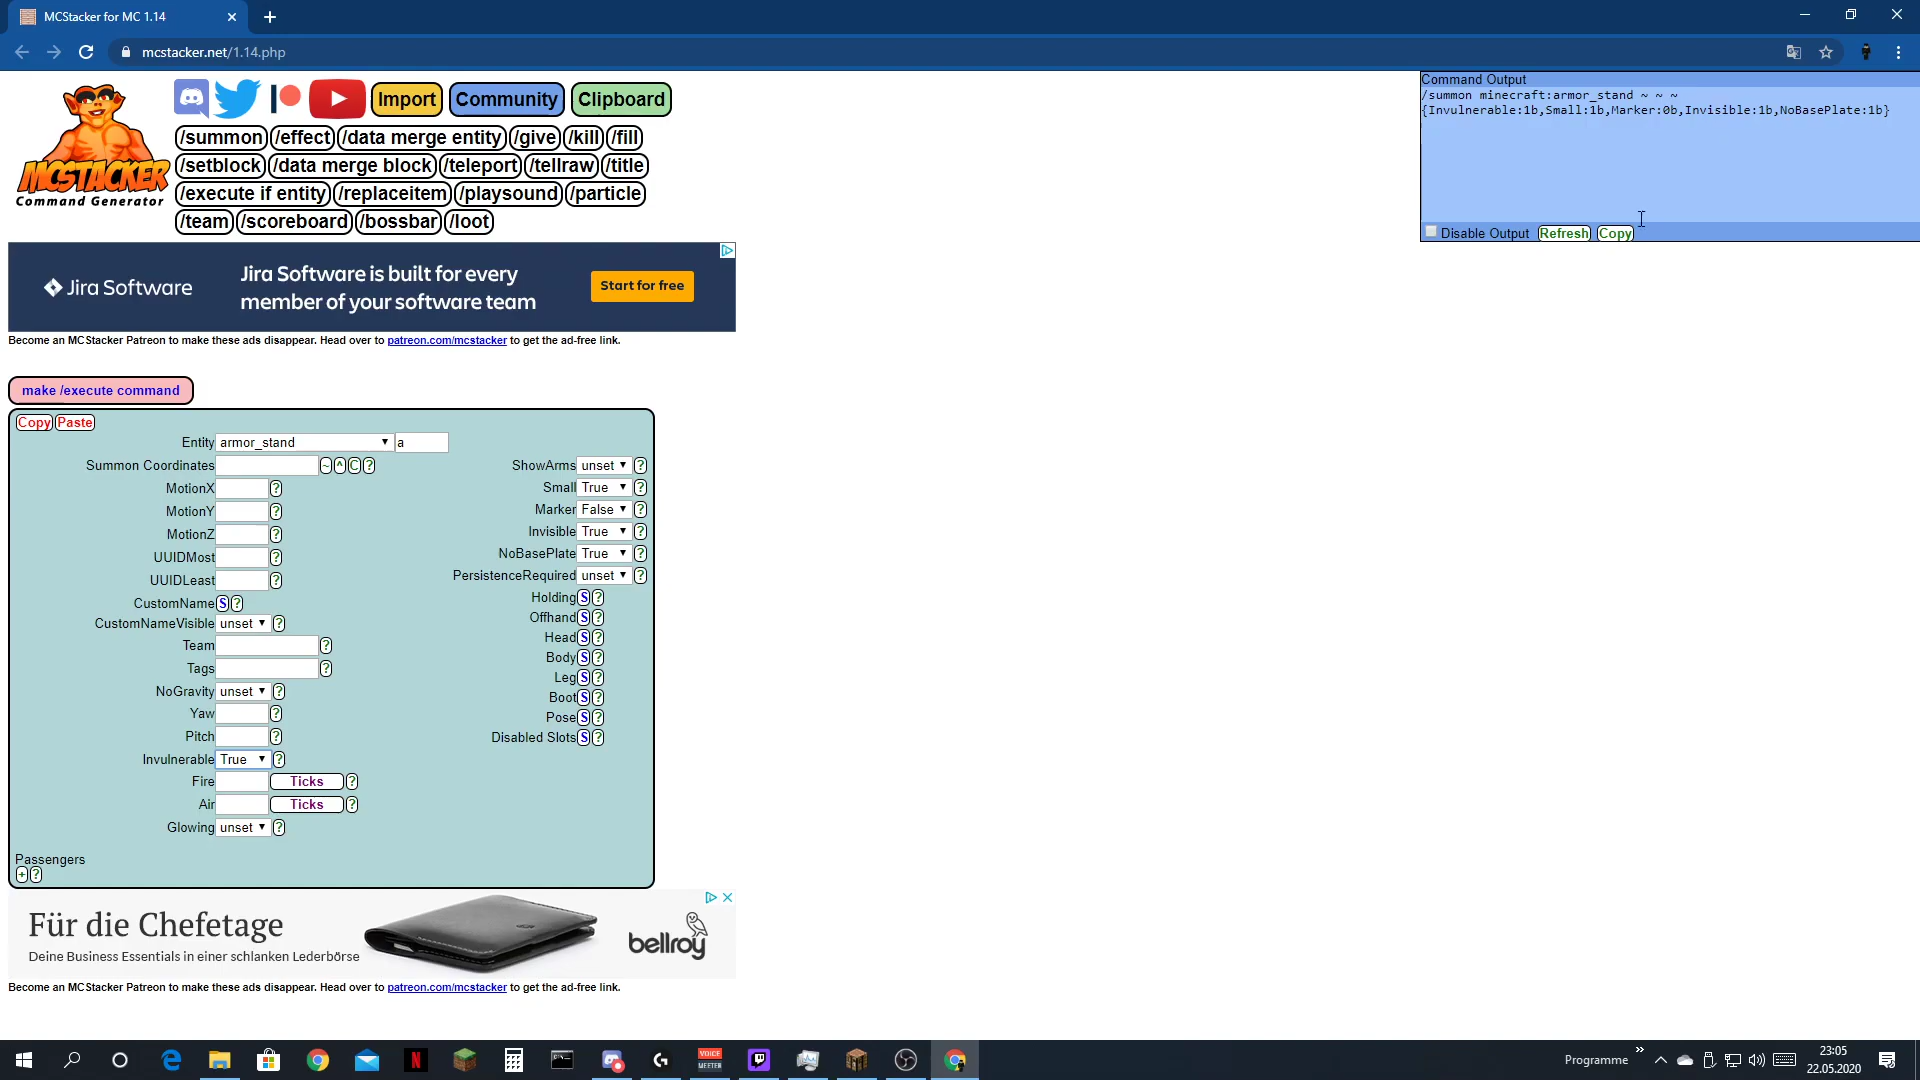 MCStacker for MC 1.14
mcstacker.net/1.14.php
MCSTACKER
Command Generator
Import Community Clipboard
/summon /effect /data merge entity /give /kill /fill
/setblock /data merge block /teleport /tellraw /title
/execute if entity /replaceitem /playsound /particle
/team /scoreboard /bossbar /loot
Command Output
/summon minecraft:armor_stand ~ ~ ~
{Invulnerable:1b,Small:1b,Marker:0b,Invisible:1b,NoBasePlate:1b}
Disable Output Refresh Copy
Jira Software
Jira Software is built for every
member of your software team
Start for free
Become an MCStacker Patreon to make these ads disappear. Head over to patreon.com/mcstacker to get the ad-free link.
make /execute command
Copy Paste
Entity armor_stand a
Summon Coordinates ~ ^ C ?
MotionX ?
MotionY ?
MotionZ ?
UUIDMost ?
UUIDLeast ?
CustomName S ?
CustomNameVisible unset ?
Team ?
Tags ?
NoGravity unset ?
Yaw ?
Pitch ?
Invulnerable True ?
Fire Ticks ?
Air Ticks ?
Glowing unset ?
ShowArms unset ?
Small True ?
Marker False ?
Invisible True ?
NoBasePlate True ?
PersistenceRequired unset ?
Holding S ?
Offhand S ?
Head S ?
Body S ?
Leg S ?
Boot S ?
Pose S ?
Disabled Slots S ?
Passengers
+ ?
Für die Chefetage
Deine Business Essentials in einer schlanken Lederbörse
bellroy
Become an MCStacker Patreon to make these ads disappear. Head over to patreon.com/mcstacker to get the ad-free link.
VOICE
MEETER
Programme
23:05
22.05.2020